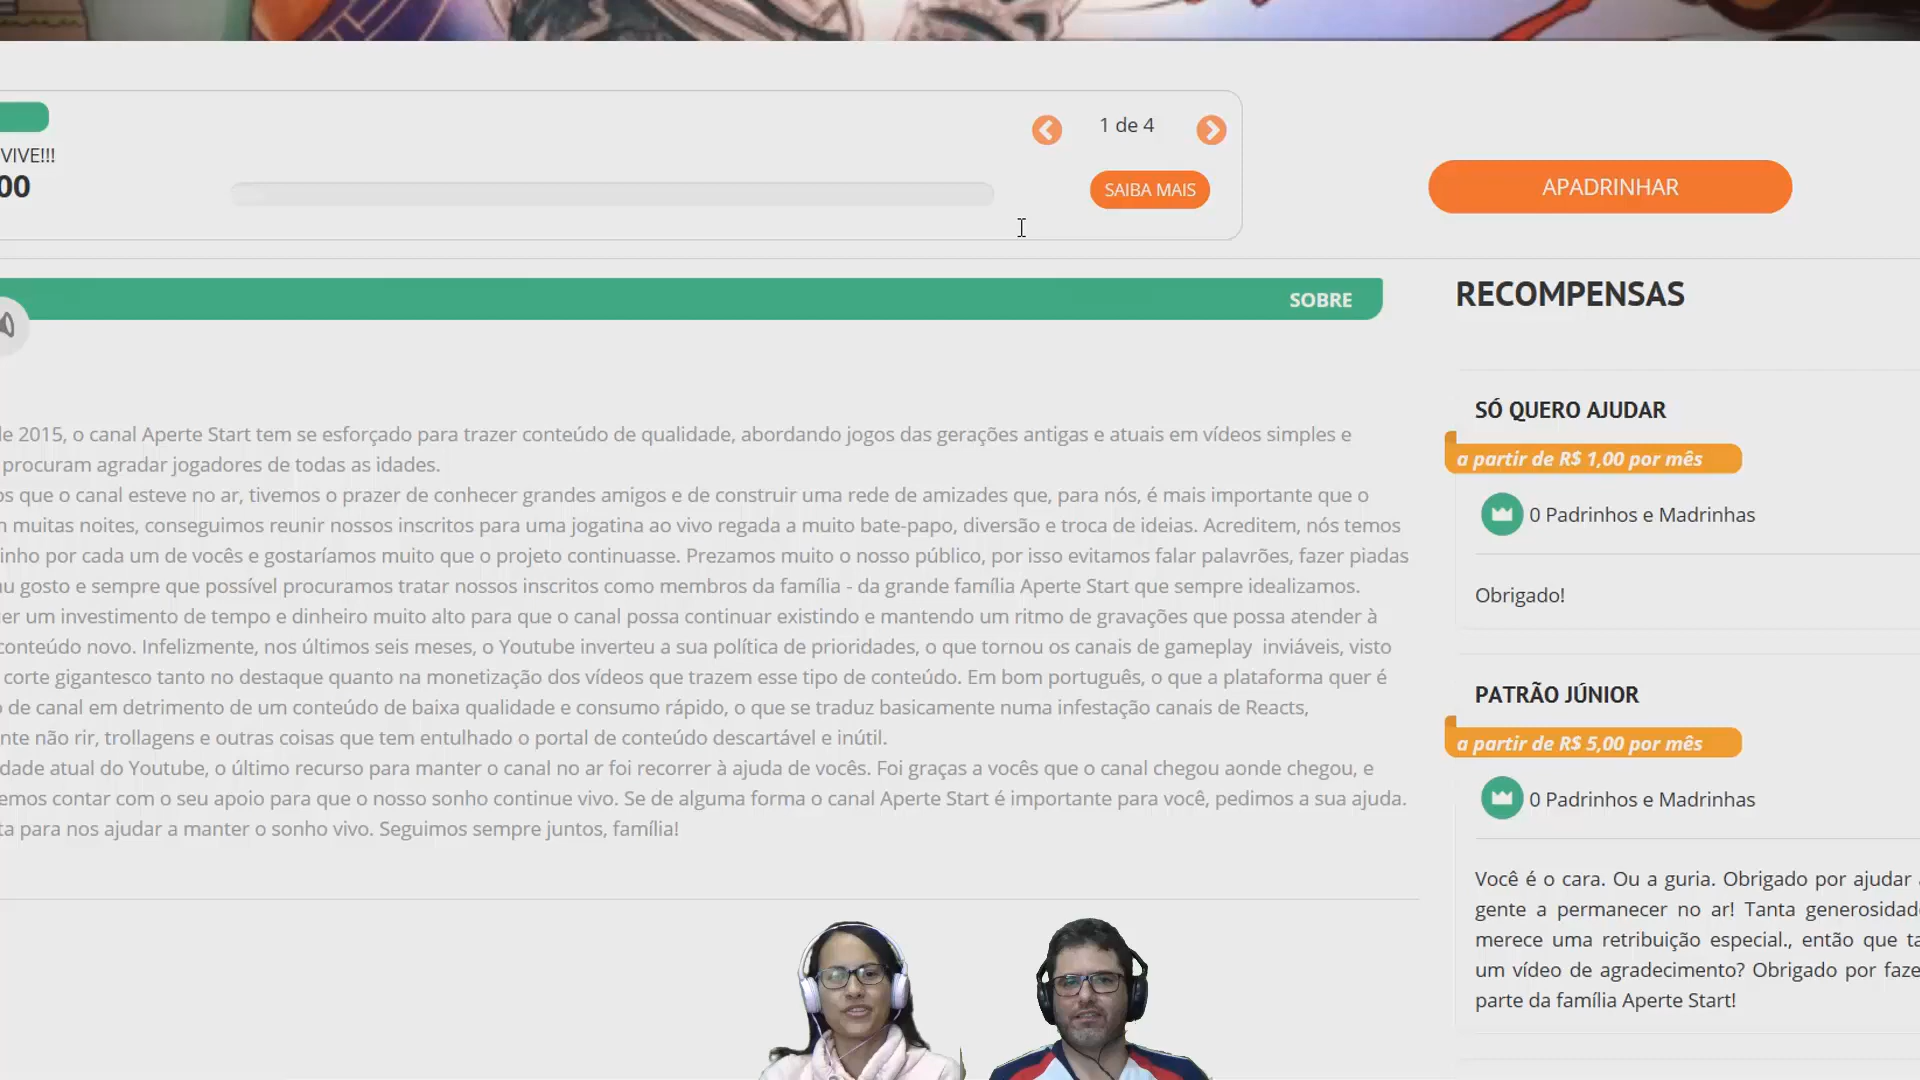 1 de 4
VIVE!!!
00
SAIBA MAIS
APADRINHAR
SOBRE
de 2015, o canal Aperte Start tem se esforçado para trazer conteúdo de qualidade, abordando jogos das gerações antigas e atuais em vídeos simples e
procuram agradar jogadores de todas as idades.
os que o canal esteve no ar, tivemos o prazer de conhecer grandes amigos e de construir uma rede de amizades que, para nós, é mais importante que o
muitas noites, conseguimos reunir nossos inscritos para uma jogatina ao vivo regada a muito bate-papo, diversão e troca de ideias. Acreditem, nós temos
inho por cada um de vocês e gostaríamos muito que o projeto continuasse. Prezamos muito o nosso público, por isso evitamos falar palavrões, fazer piadas
au gosto e sempre que possível procuramos tratar nossos inscritos como membros da família - da grande família Aperte Start que sempre idealizamos.
er um investimento de tempo e dinheiro muito alto para que o canal possa continuar existindo e mantendo um ritmo de gravações que possa atender à
conteúdo novo. Infelizmente, nos últimos seis meses, o Youtube inverteu a sua política de prioridades, o que tornou os canais de gameplay inviáveis, visto
corte gigantesco tanto no destaque quanto na monetização dos vídeos que trazem esse tipo de conteúdo. Em bom português, o que a plataforma quer é
de canal em detrimento de um conteúdo de baixa qualidade e consumo rápido, o que se traduz basicamente numa infestação canais de Reacts,
nte não rir, trollagens e outras coisas que tem entulhado o portal de conteúdo descartável e inútil.
dade atual do Youtube, o último recurso para manter o canal no ar foi recorrer à ajuda de vocês. Foi graças a vocês que o canal chegou aonde chegou, e
emos contar com o seu apoio para que o nosso sonho continue vivo. Se de alguma forma o canal Aperte Start é importante para você, pedimos a sua ajuda.
ta para nos ajudar a manter o sonho vivo. Seguimos sempre juntos, família!
RECOMPENSAS
SÓ QUERO AJUDAR
a partir de R$ 1,00 por mês
0 Padrinhos e Madrinhas
Obrigado!
PATRÃO JÚNIOR
a partir de R$ 5,00 por mês
0 Padrinhos e Madrinhas
Você é o cara. Ou a guria. Obrigado por ajudar
gente a permanecer no ar! Tanta generosidad
merece uma retribuição especial., então que ta
um vídeo de agradecimento? Obrigado por faze
parte da família Aperte Start!